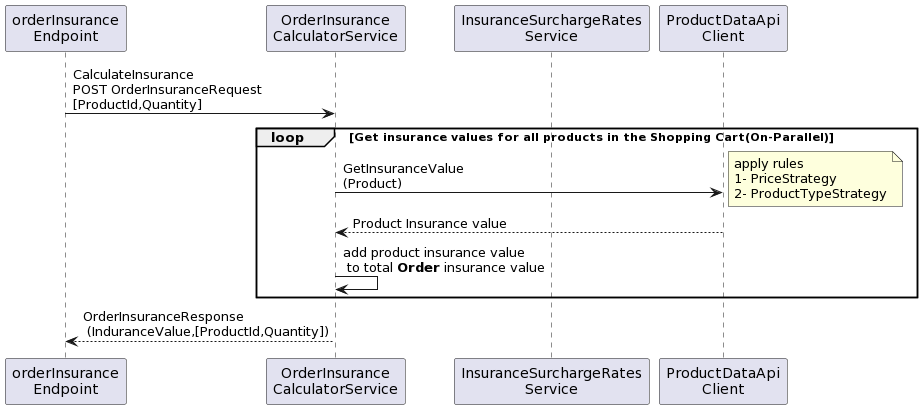 orderInsurance
Endpoint
OrderInsurance
CalculatorService
InsuranceSurchargeRates
Service
ProductDataApi
Client
CalculateInsurance
POST OrderInsuranceRequest
[ProductId,Quantity]
loop
[Get insurance values for all products in the Shopping Cart(On-Parallel)]
GetInsuranceValue
(Product)
apply rules
1- PriceStrategy
2- ProductTypeStrategy
Product Insurance value
add product insurance value
to total Order insurance value
OrderInsuranceResponse
(InduranceValue,[ProductId,Quantity])
orderInsurance
Endpoint
OrderInsurance
CalculatorService
InsuranceSurchargeRates
Service
ProductDataApi
Client